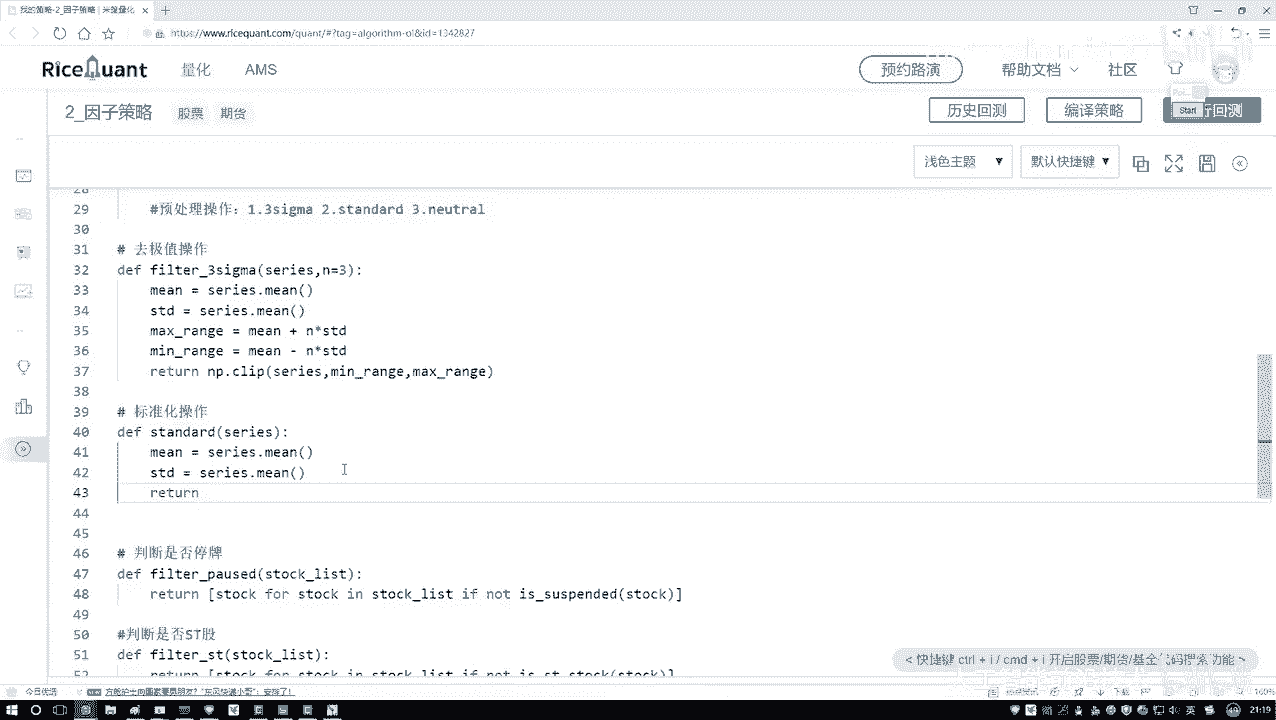 我的策略-2_因子策略 | 米筐量化
https://www.ricequant.com/quant/#?tag=algorithm-ol&id=1342827
RiceQuant 量化 AMS 预约路演 帮助文档 社区
2_因子策略 股票 期货 历史回测 编译策略 行回测
Start
浅色主题 默认快捷键
28
29 #预处理操作：1.3sigma 2.standard 3.neutral
30
31 # 去极值操作
32 def filter_3sigma(series,n=3):
33 mean = series.mean()
34 std = series.mean()
35 max_range = mean + n*std
36 min_range = mean - n*std
37 return np.clip(series,min_range,max_range)
38
39 # 标准化操作
40 def standard(series):
41 mean = series.mean()
42 std = series.mean()
43 return
44
45
46 # 判断是否停牌
47 def filter_paused(stock_list):
48 return [stock for stock in stock_list if not is_suspended(stock)]
49
50 #判断是否ST股
51 def filter_st(stock_list):
52 return [stock for stock in stock_list if not is_st_stock(stock)]
< 快捷键 ctrl + i / cmd + i 开启股票/期货/基金代码搜索功能
今日优选
英
21:19